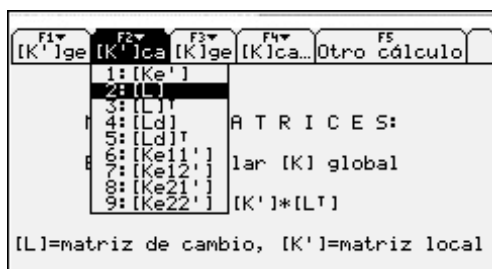 F1 F2 F3 F4 F5
[K']ge [K']ca [K]ge [K]ca… Otro cálculo
1:[Ke']
2:[L]
3:[L]ᵀ
4:[Ld]
5:[Ld]ᵀ
6:[Ke11']
7:[Ke12']
8:[Ke21']
9:[Ke22']
A T R I C E S:
lar [K] global
[K']*[Lᵀ]
[L]=matriz de cambio, [K']=matriz local